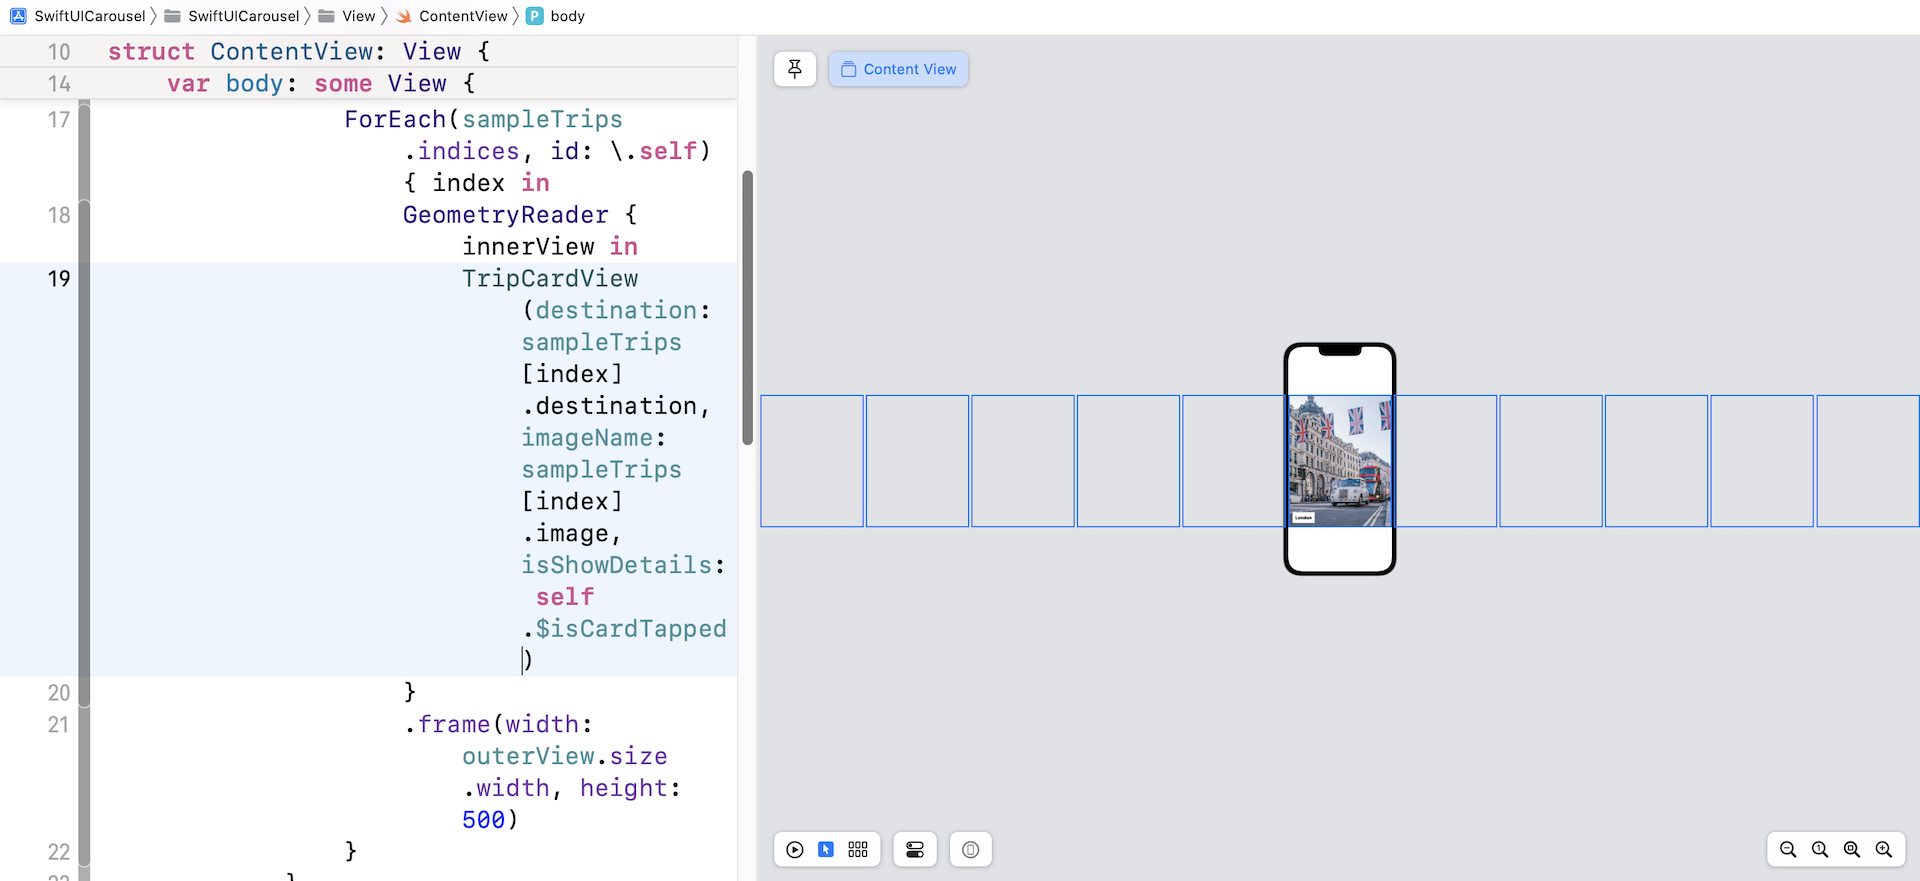 SwiftUICarousel SwiftUICarousel View ContentView P body
10 struct ContentView: View {
14 var body: some View {
17 ForEach(sampleTrips
.indices, id: \.self)
{ index in
18 GeometryReader {
innerView in
19 TripCardView
(destination:
sampleTrips
[index]
.destination,
imageName:
sampleTrips
[index]
.image,
isShowDetails:
self
.$isCardTapped
)
20 }
21 .frame(width:
outerView.size
.width, height:
500)
22 }
23 }
Content View
London